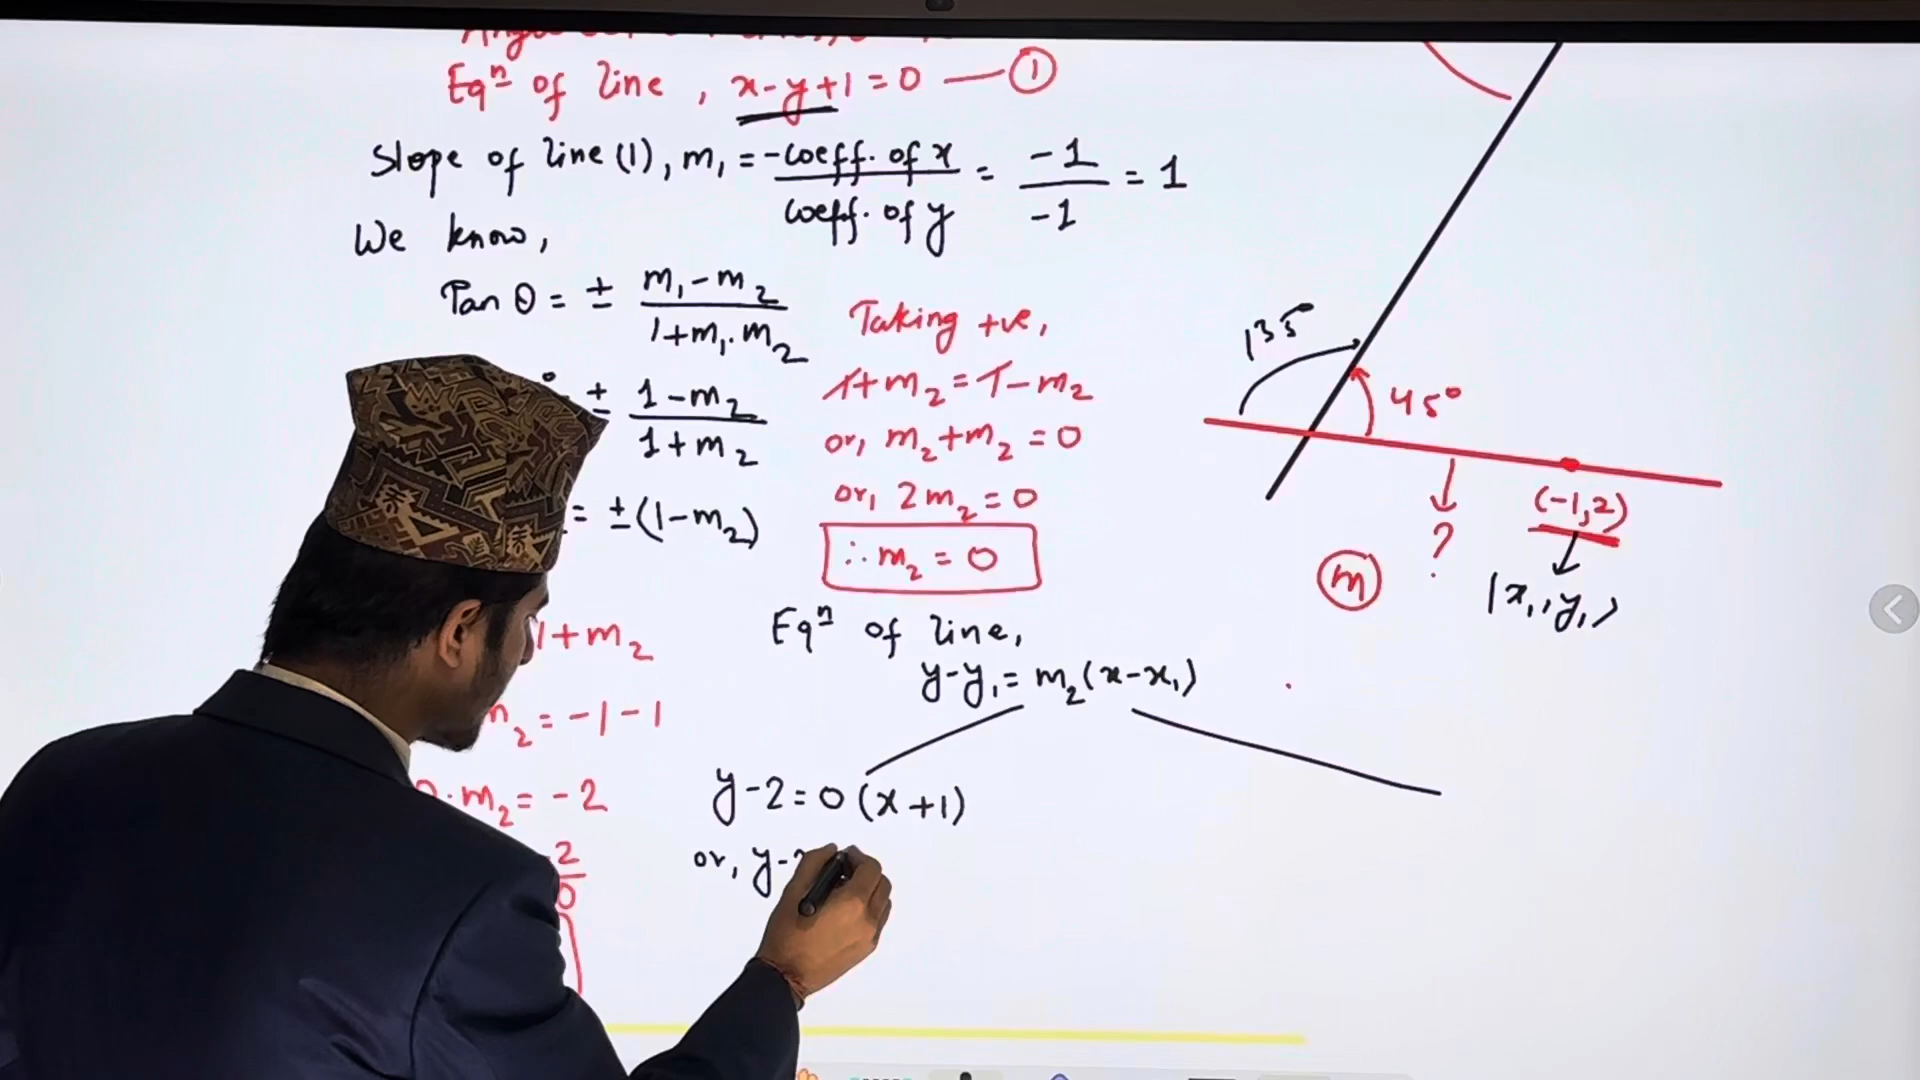 Eqⁿ of line, x-y+1=0 — ①
Slope of line (1), m₁ = -coeff. of x / coeff. of y = -1 / -1 = 1
We know,
Tan θ = ± m₁-m₂ / 1+m₁.m₂
± 1-m₂ / 1+m₂
= ±(1-m₂)
1+m₂
m₂ = -1-1
0.m₂ = -2
2 / 0
Taking +ve,
1+m₂ = 1-m₂
or, m₂+m₂ = 0
or, 2m₂ = 0
∴ m₂ = 0
Eqⁿ of line,
y-y₁ = m₂(x-x₁)
y-2 = 0(x+1)
or, y-
135°
45°
(-1,2)
?
m
(x₁, y₁)